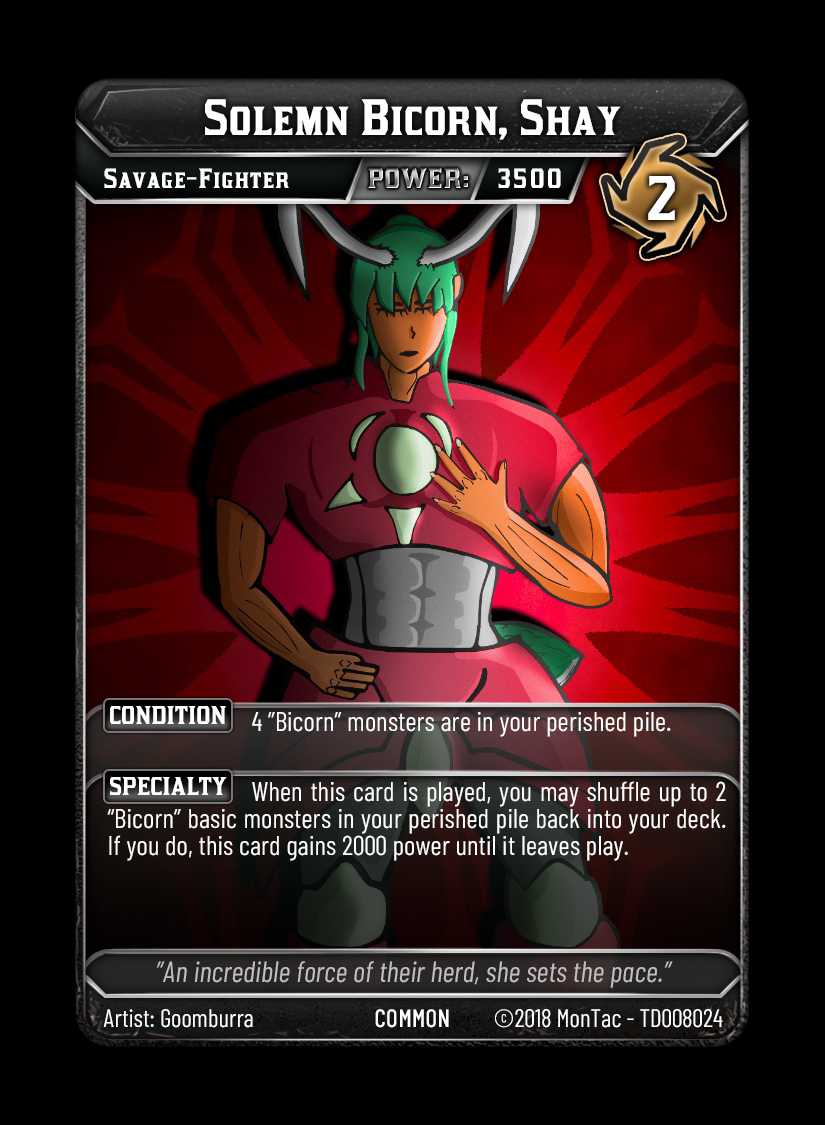 Solemn Bicorn, Shay
Savage-Fighter POWER: 3500
2
CONDITION 4 "Bicorn" monsters are in your perished pile.
SPECIALTY When this card is played, you may shuffle up to 2
"Bicorn" basic monsters in your perished pile back into your deck.
If you do, this card gains 2000 power until it leaves play.
"An incredible force of their herd, she sets the pace."
Artist: Goomburra COMMON ©2018 MonTac - TD008024